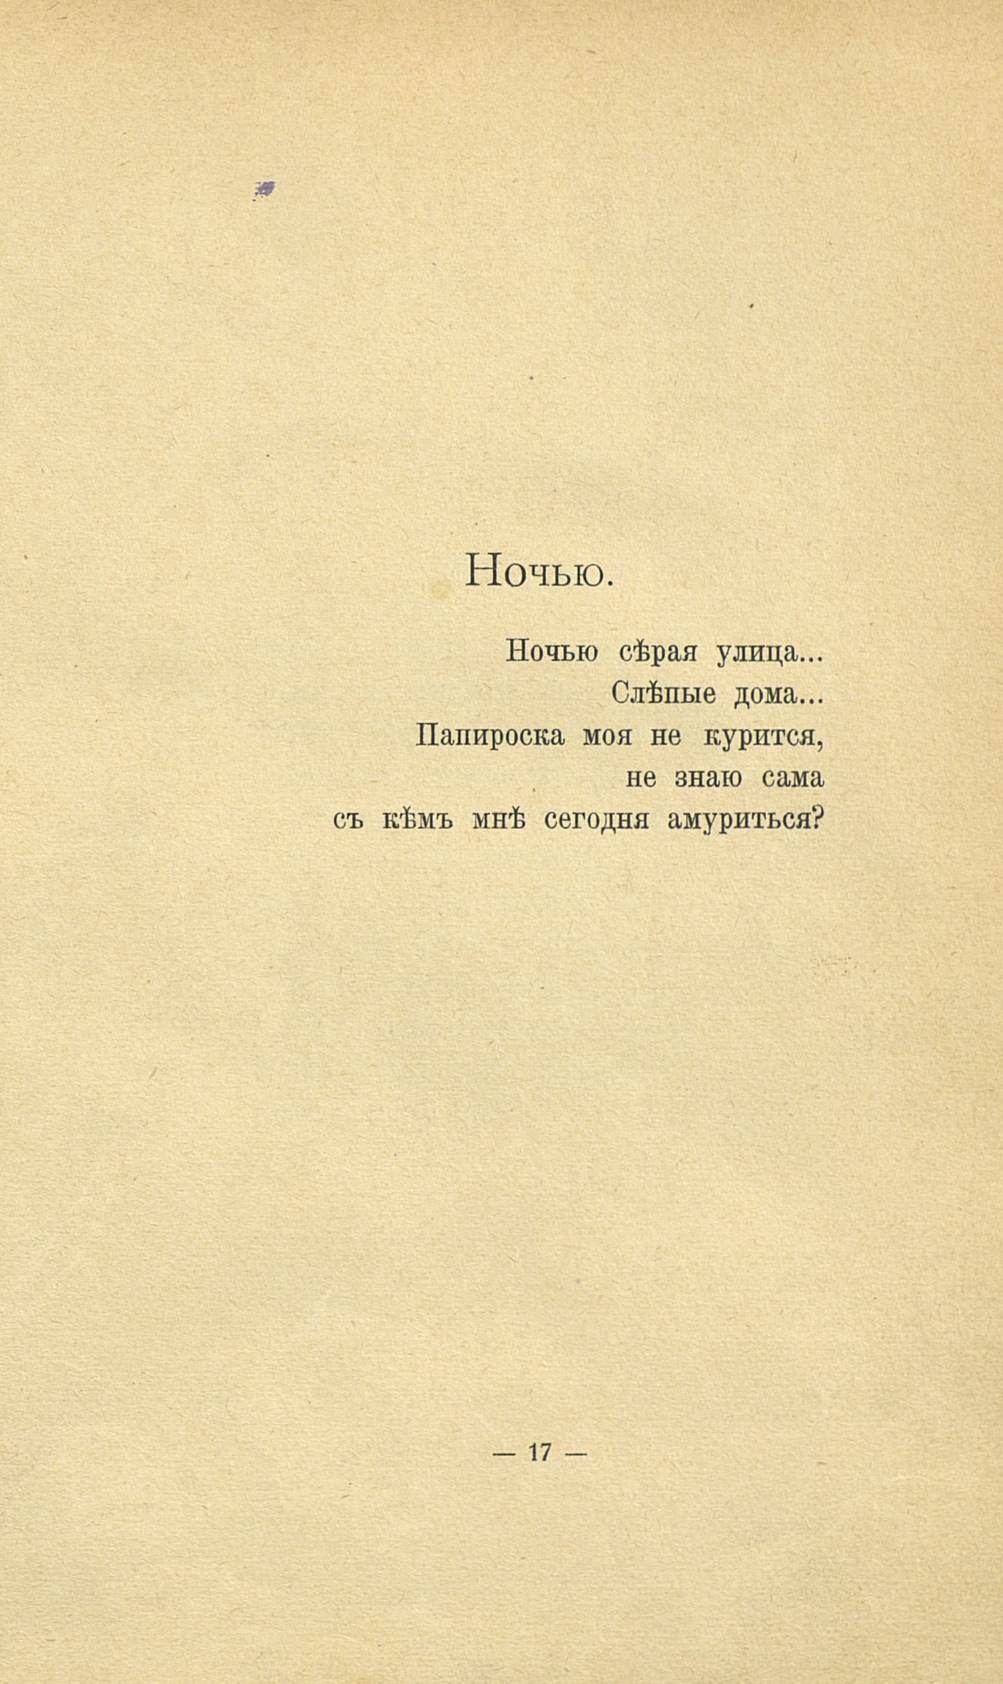 Ночью.
Ночью сѣрая улица...
Слѣпые дома...
Папироска моя не курится,
не знаю сама
съ кѣмъ мнѣ сегодня амуриться?
— 17 —